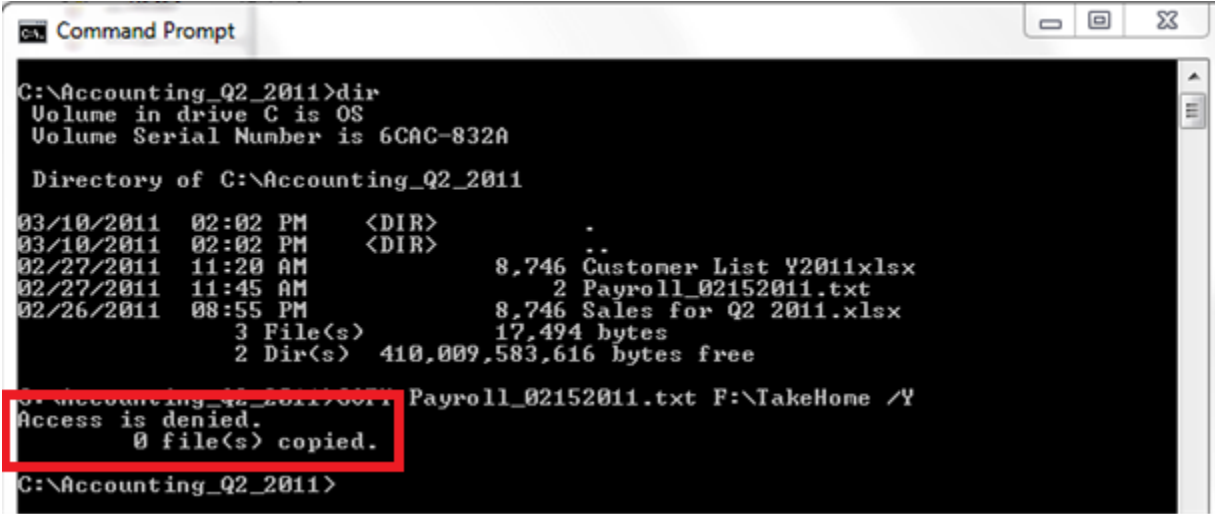 Command Prompt
C:\Accounting_Q2_2011>dir
 Volume in drive C is OS
 Volume Serial Number is 6CAC-832A
 Directory of C:\Accounting_Q2_2011
03/10/2011  02:02 PM    <DIR>          .
03/10/2011  02:02 PM    <DIR>          ..
02/27/2011  11:20 AM             8,746 Customer List Y2011xlsx
02/27/2011  11:45 AM                 2 Payroll_02152011.txt
02/26/2011  08:55 PM             8,746 Sales for Q2 2011.xlsx
               3 File(s)         17,494 bytes
               2 Dir(s)  410,009,583,616 bytes free
C:\Accounting_Q2_2011>COPY Payroll_02152011.txt F:\TakeHome /Y
Access is denied.
        0 file(s) copied.
C:\Accounting_Q2_2011>